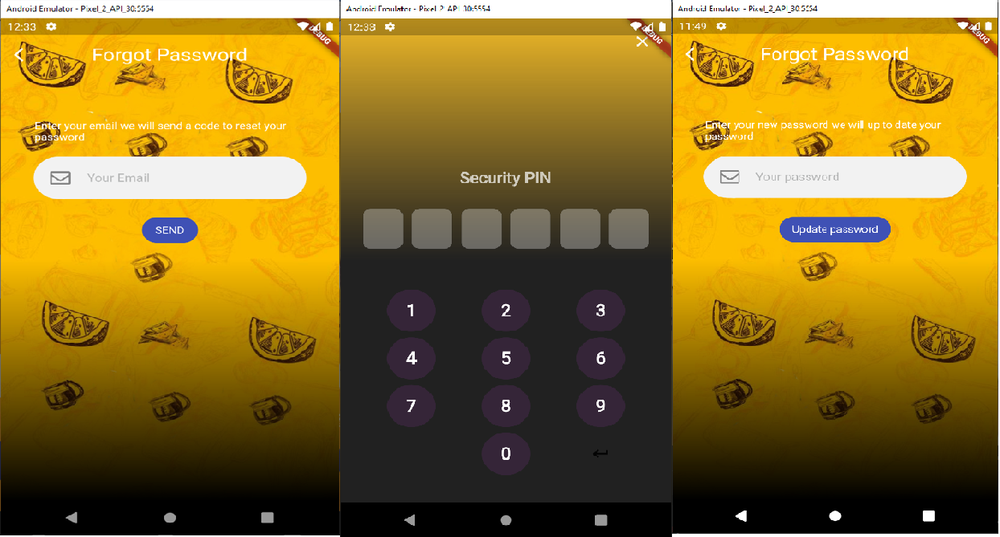 Android Emulator - Pixel_2_API_30:5554
12:33
DEBUG
Forgot Password
Enter your email we will send a code to reset your
password
Your Email
SEND
Android Emulator - Pixel_2_API_30:5554
12:33
DEBUG
Security PIN
1 2 3
4 5 6
7 8 9
0
Android Emulator - Pixel_2_API_30:5554
11:49
DEBUG
Forgot Password
Enter your new password we will up to date your
password
Your password
Update password